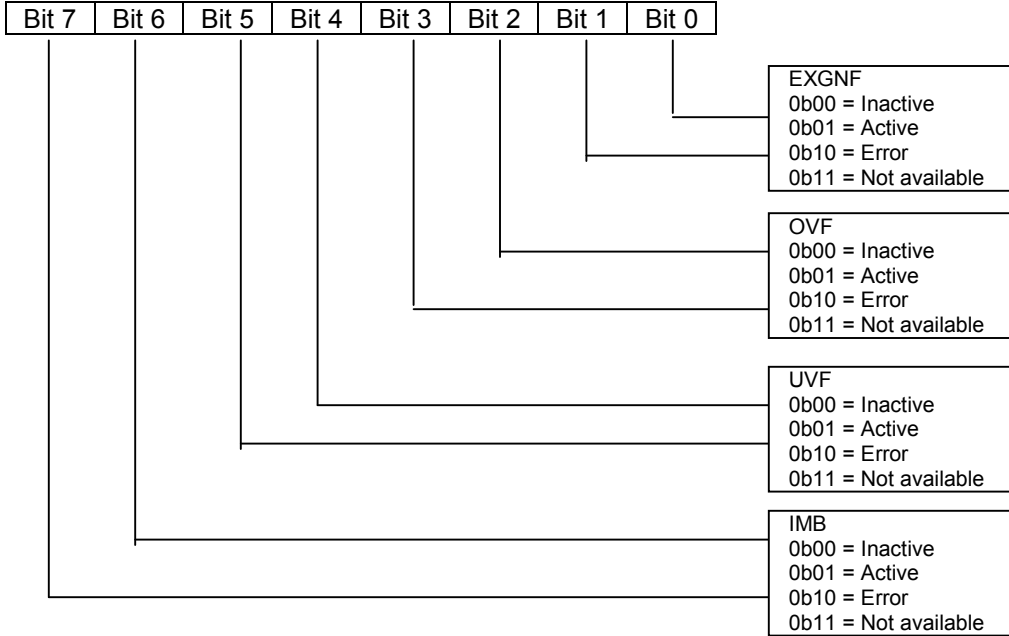 Bit 7 Bit 6 Bit 5 Bit 4 Bit 3 Bit 2 Bit 1 Bit 0
EXGNF
0b00 = Inactive
0b01 = Active
0b10 = Error
0b11 = Not available
OVF
0b00 = Inactive
0b01 = Active
0b10 = Error
0b11 = Not available
UVF
0b00 = Inactive
0b01 = Active
0b10 = Error
0b11 = Not available
IMB
0b00 = Inactive
0b01 = Active
0b10 = Error
0b11 = Not available